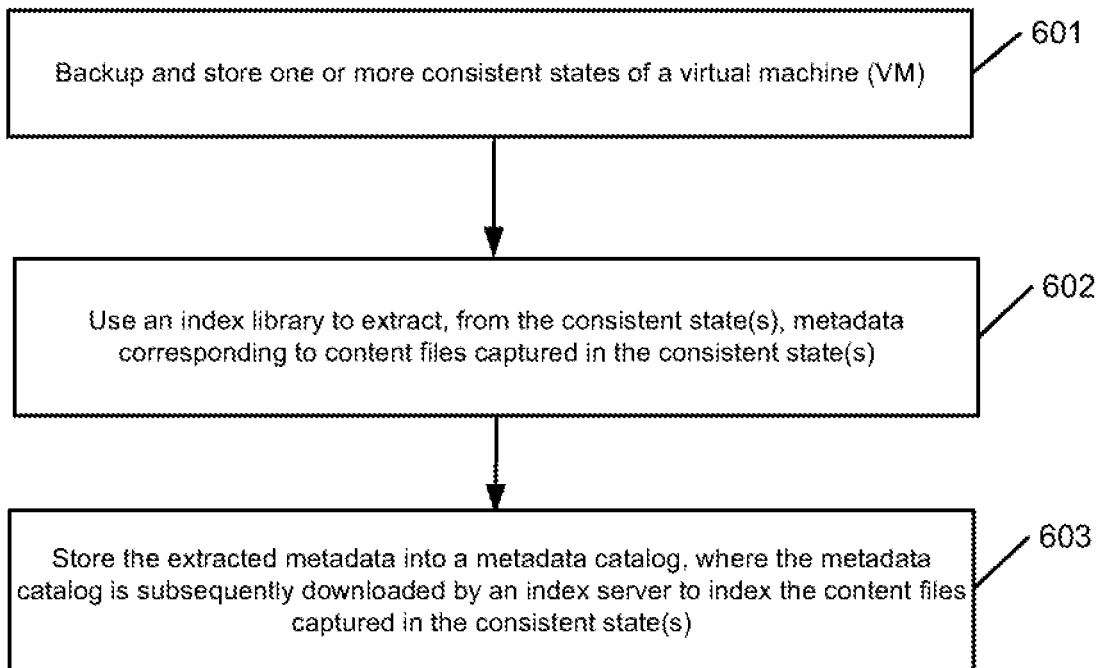 601
Backup and store one or more consistent states of a virtual machine (VM)
602
Use an index library to extract, from the consistent state(s), metadata
corresponding to content files captured in the consistent state(s)
603
Store the extracted metadata into a metadata catalog, where the metadata
catalog is subsequently downloaded by an index server to index the content files
captured in the consistent state(s)